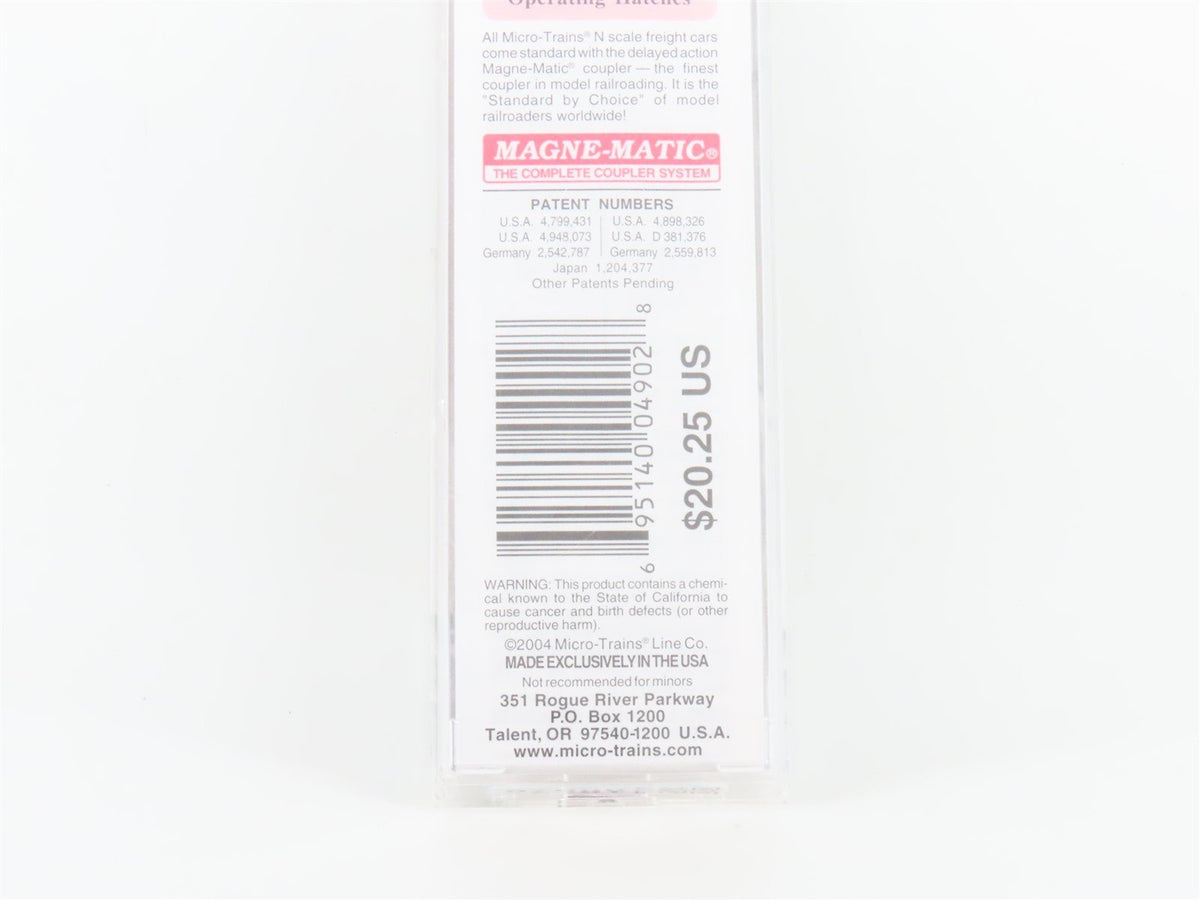 Operating Hatches
All Micro-Trains® N scale freight cars
come standard with the delayed action
Magne-Matic® coupler — the finest
coupler in model railroading. It is the
"Standard by Choice" of model
railroaders worldwide!
MAGNE-MATIC®
THE COMPLETE COUPLER SYSTEM
PATENT NUMBERS
U.S.A. 4,799,431 | U.S.A. 4,898,326
U.S.A. 4,948,073 | U.S.A. D 381,376
Germany 2,542,787 | Germany 2,559,813
Japan 1,204,377
Other Patents Pending
6 95140 04902 8
$20.25 US
WARNING: This product contains a chemi-
cal known to the State of California to
cause cancer and birth defects (or other
reproductive harm).
©2004 Micro-Trains® Line Co.
MADE EXCLUSIVELY IN THE USA
Not recommended for minors
351 Rogue River Parkway
P.O. Box 1200
Talent, OR 97540-1200 U.S.A.
www.micro-trains.com